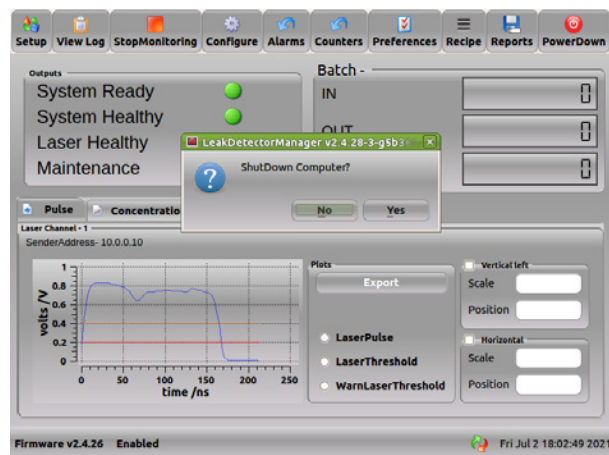 Setup View Log StopMonitoring Configure Alarms Counters Preferences Recipe Reports PowerDown
Outputs
Batch -
System Ready
IN
0
System Healthy
OUT
0
Laser Healthy
Maintenance
0
LeakDetectorManager v2.4.28-3-g5b3
ShutDown Computer?
No Yes
Pulse Concentratio
Laser Channel - 1
SenderAddress- 10.0.0.10
Plots
Export
LaserPulse
LaserThreshold
WarnLaserThreshold
Vertical left
Scale
Position
Horizontal
Scale
Position
volts /V
1
0.8
0.6
0.4
0.2
0
0 50 100 150 200 250
time /ns
Firmware v2.4.26 Enabled
Fri Jul 2 18:02:49 2021